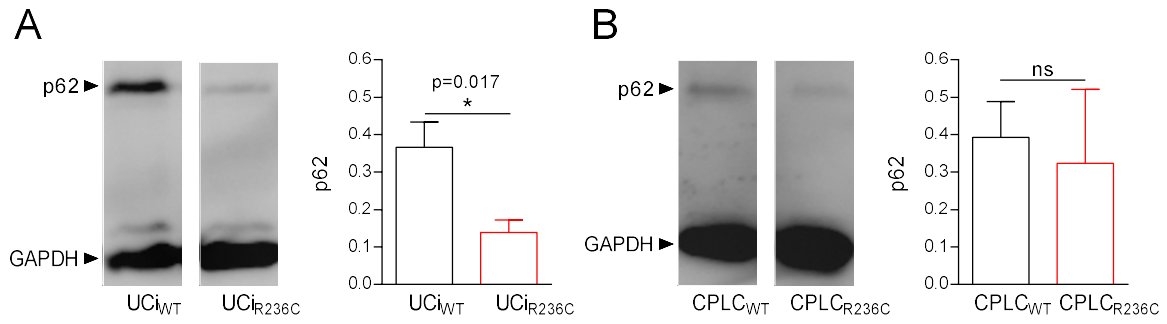 A
p62
GAPDH
UCiWT UCiR236C
p62
0.6
0.5
0.4
0.3
0.2
0.1
0.0
p=0.017
*
UCiWT UCiR236C
B
p62
GAPDH
CPLCWT CPLCR236C
p62
0.6
0.5
0.4
0.3
0.2
0.1
0.0
ns
CPLCWT CPLCR236C